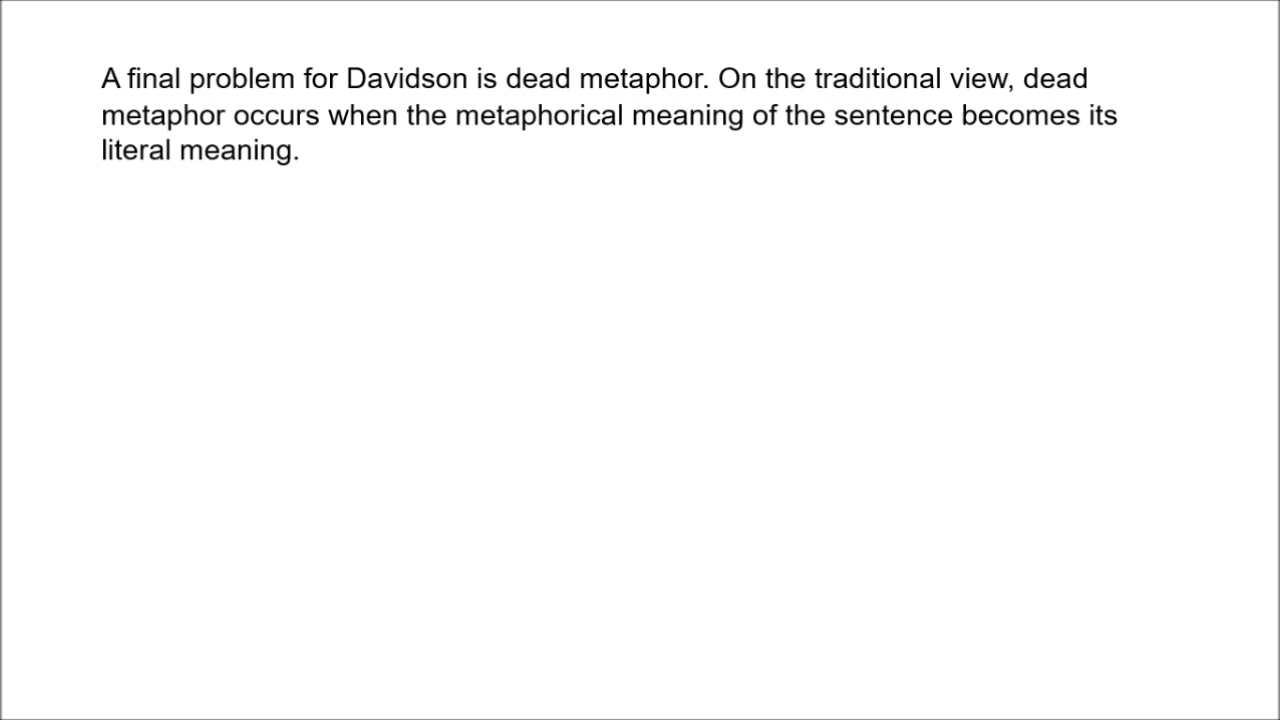 A final problem for Davidson is dead metaphor. On the traditional view, dead
metaphor occurs when the metaphorical meaning of the sentence becomes its
literal meaning.